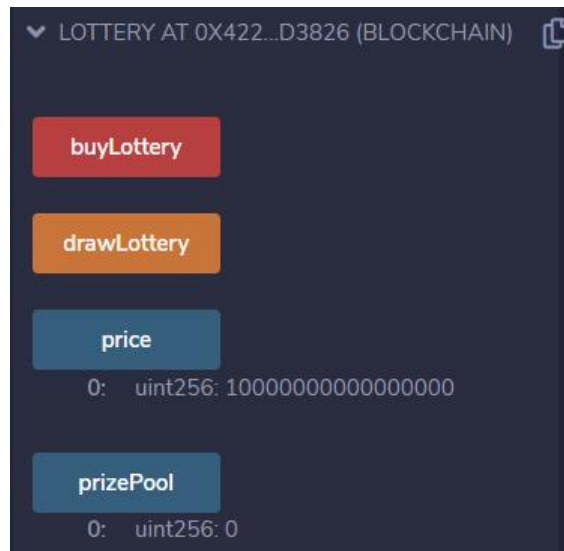 LOTTERY AT 0X422...D3826 (BLOCKCHAIN)
buyLottery
drawLottery
price
0: uint256: 10000000000000000
prizePool
0: uint256: 0